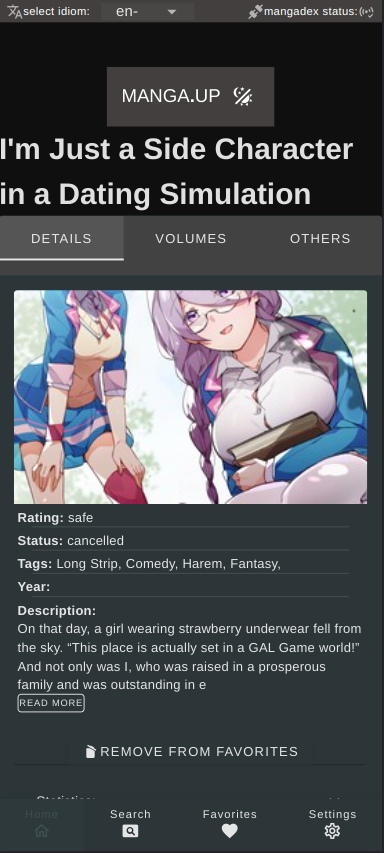 select idiom: en- mangadex status:
MANGA.UP
I'm Just a Side Character
in a Dating Simulation
DETAILS VOLUMES OTHERS
Rating: safe
Status: cancelled
Tags: Long Strip, Comedy, Harem, Fantasy,
Year:
Description:
On that day, a girl wearing strawberry underwear fell from
the sky. “This place is actually set in a GAL Game world!”
And not only was I, who was raised in a prosperous
family and was outstanding in e
READ MORE
REMOVE FROM FAVORITES
Home Search Favorites Settings